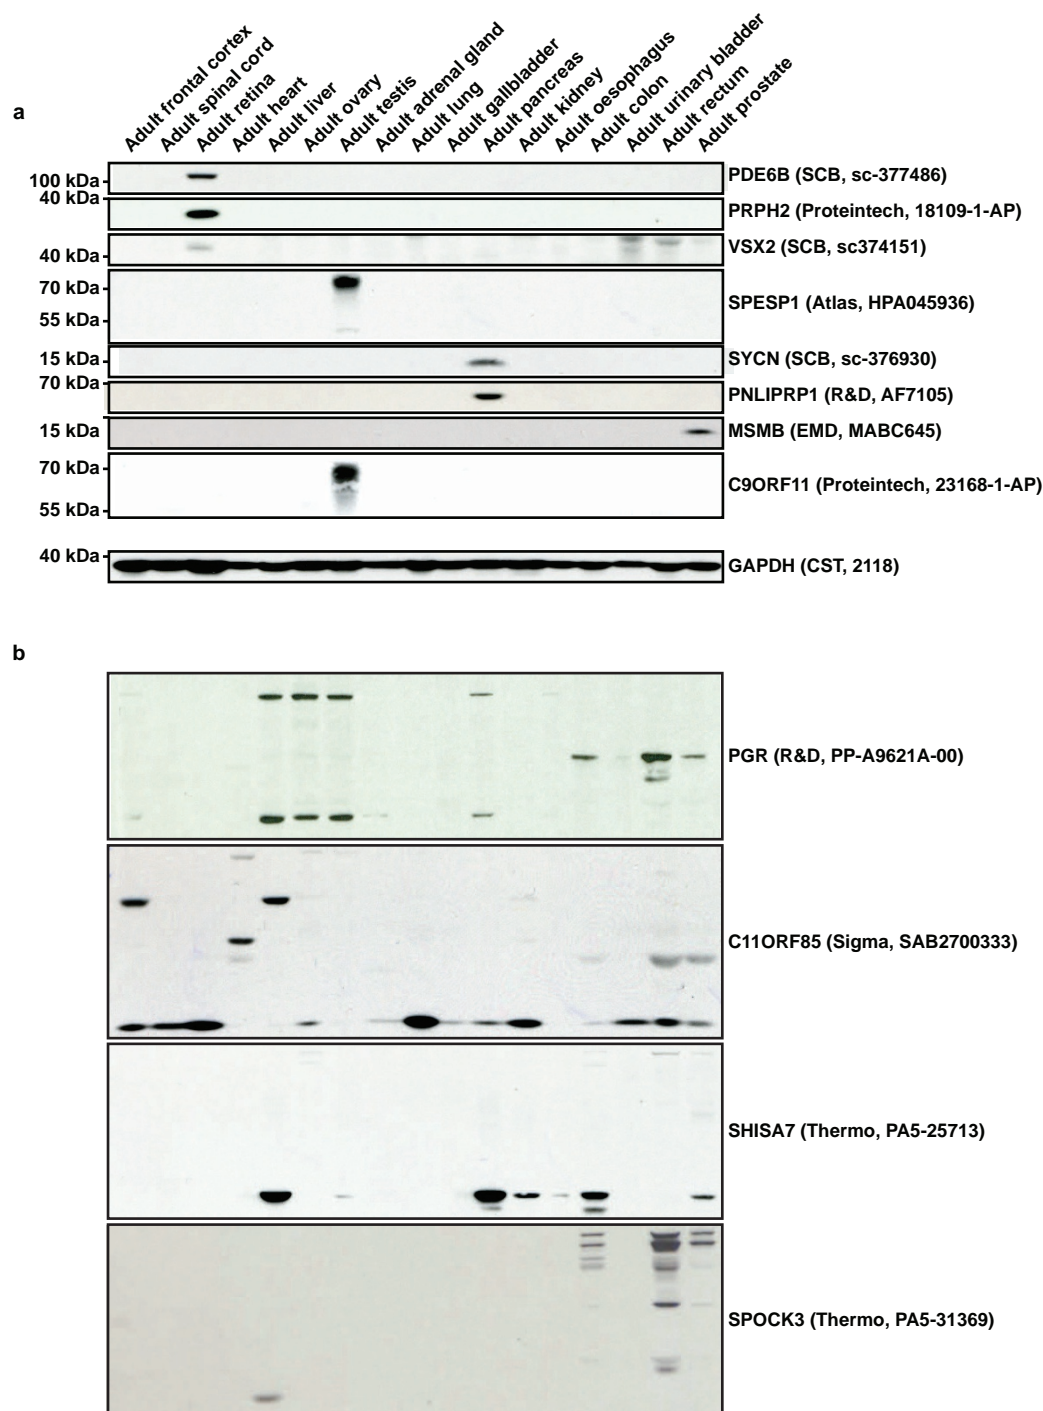 a
Adult frontal cortex
Adult spinal cord
Adult retina
Adult heart
Adult liver
Adult ovary
Adult testis
Adult adrenal gland
Adult lung
Adult gallbladder
Adult pancreas
Adult kidney
Adult oesophagus
Adult colon
Adult urinary bladder
Adult rectum
Adult prostate
100 kDa
PDE6B (SCB, sc-377486)
40 kDa
PRPH2 (Proteintech, 18109-1-AP)
40 kDa
VSX2 (SCB, sc374151)
70 kDa
SPESP1 (Atlas, HPA045936)
55 kDa
15 kDa
SYCN (SCB, sc-376930)
70 kDa
PNLIPRP1 (R&D, AF7105)
15 kDa
MSMB (EMD, MABC645)
70 kDa
C9ORF11 (Proteintech, 23168-1-AP)
55 kDa
40 kDa
GAPDH (CST, 2118)
b
PGR (R&D, PP-A9621A-00)
C11ORF85 (Sigma, SAB2700333)
SHISA7 (Thermo, PA5-25713)
SPOCK3 (Thermo, PA5-31369)